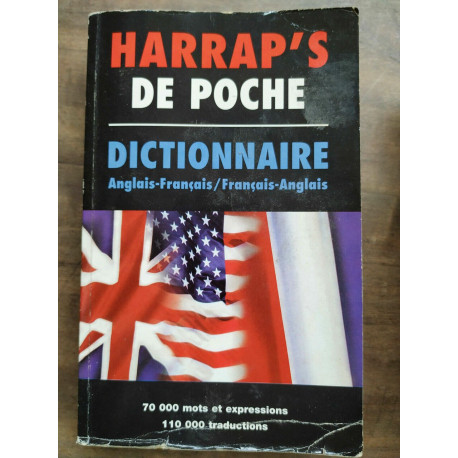 HARRAP'S
DE POCHE
DICTIONNAIRE
Anglais-Français/Français-Anglais
70 000 mots et expressions
110 000 traductions